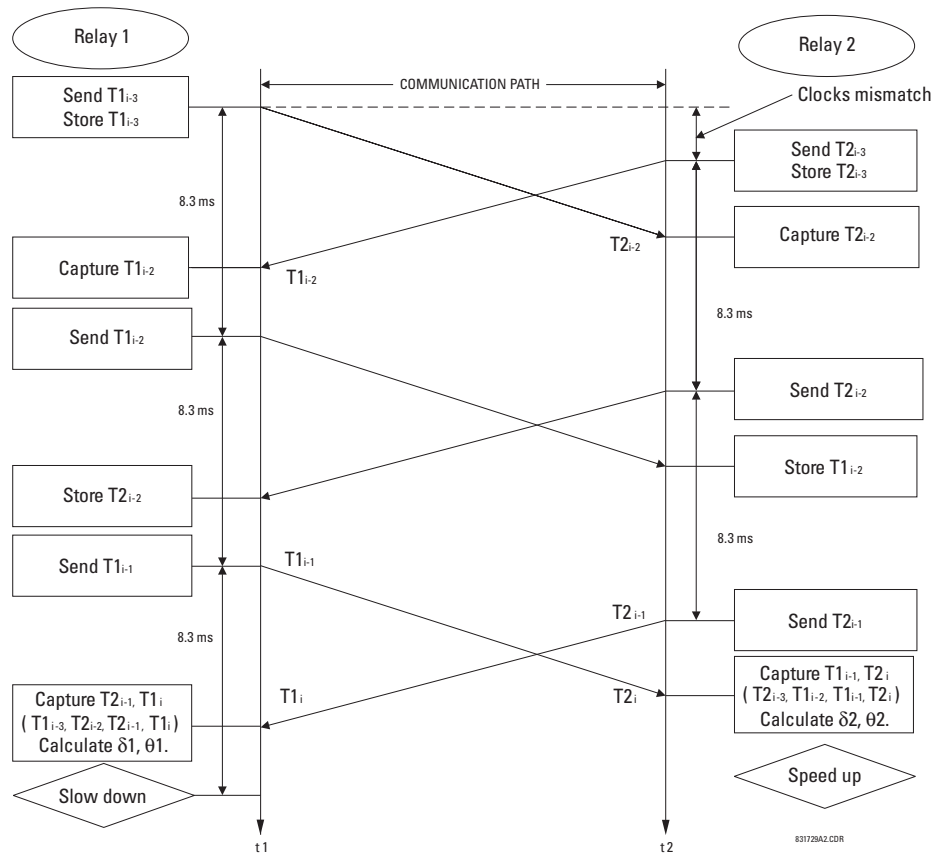 Relay 1
Relay 2
COMMUNICATION PATH
Clocks mismatch
Send T1i-3
Store T1i-3
Send T2i-3
Store T2i-3
8.3 ms
T2i-2
Capture T2i-2
Capture T1i-2
T1i-2
8.3 ms
Send T1i-2
Send T2i-2
8.3 ms
Store T1i-2
Store T2i-2
8.3 ms
Send T1i-1
T1i-1
T2 i-1
Send T2i-1
8.3 ms
Capture T2i-1, T1i
( T1i-3, T2i-2, T2i-1, T1i)
Calculate δ1, θ1.
T1i
T2i
Capture T1i-1, T2 i
( T2i-3, T1i-2, T1i-1, T2i)
Calculate δ2, θ2.
Slow down
Speed up
t1
t2
831729A2.CDR